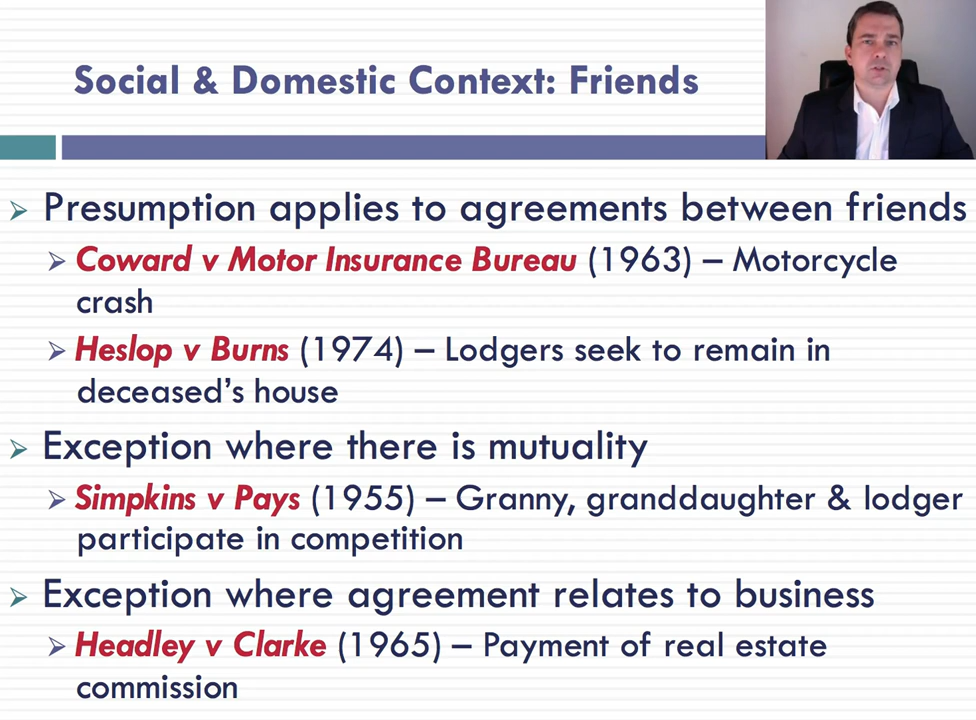 Social & Domestic Context: Friends
Presumption applies to agreements between friends
Coward v Motor Insurance Bureau (1963) – Motorcycle
crash
Heslop v Burns (1974) – Lodgers seek to remain in
deceased’s house
Exception where there is mutuality
Simpkins v Pays (1955) – Granny, granddaughter & lodger
participate in competition
Exception where agreement relates to business
Headley v Clarke (1965) – Payment of real estate
commission